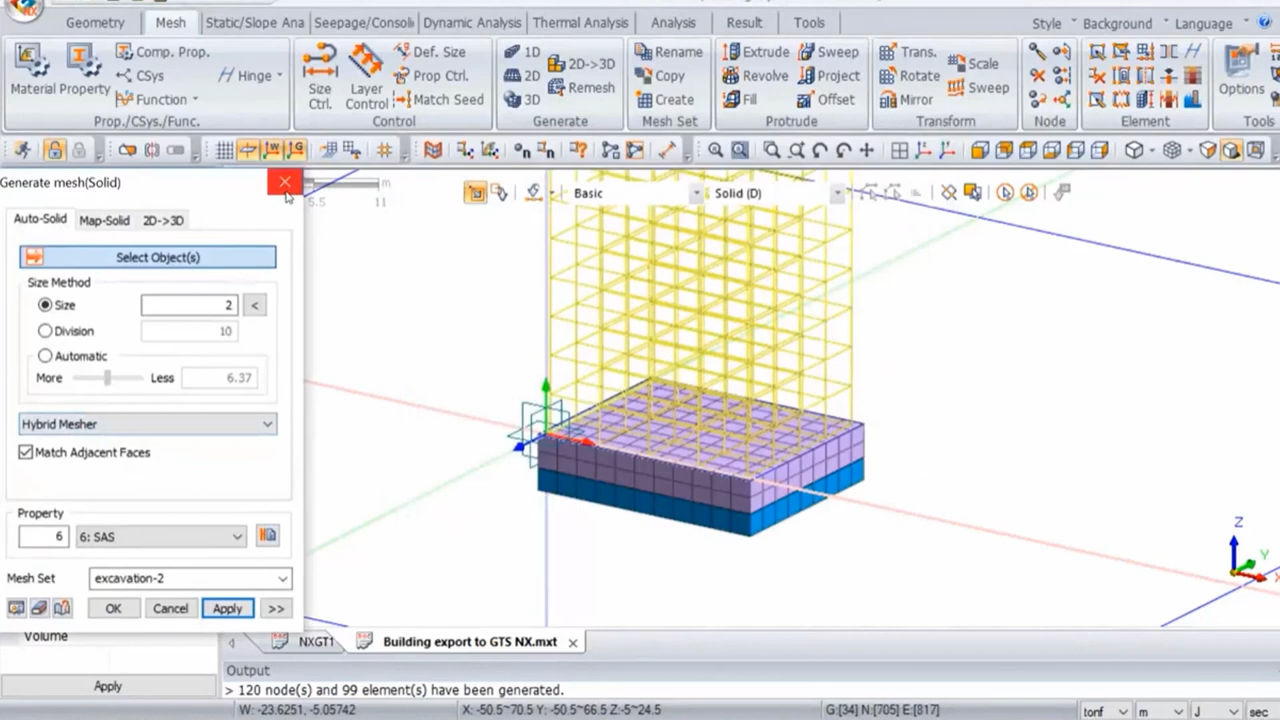 NX
Geometry Mesh Static/Slope Ana Seepage/Consoli Dynamic Analysis Thermal Analysis Analysis Result Tools Style Background Language
Comp. Prop. Def. Size 1D 2D->3D Rename Extrude Sweep Trans. Scale
CSys Hinge Prop Ctrl. 2D Remesh Copy Revolve Project Rotate Sweep
Material Property Function Size Ctrl. Layer Control Match Seed 3D Create Fill Offset Mirror Options
Prop./CSys./Func. Control Generate Mesh Set Protrude Transform Node Element Tools
Generate mesh(Solid)
5.5 11 m
Basic Solid (D)
Auto-Solid Map-Solid 2D->3D
Select Object(s)
Size Method
Size 2 <
Division 10
Automatic
More Less 6.37
Hybrid Mesher
Match Adjacent Faces
Property
6 6: SAS
Mesh Set excavation-2
OK Cancel Apply >>
Z
Y
X
Volume
NXGT1 Building export to GTS NX.mxt
Output
Apply
> 120 node(s) and 99 element(s) have been generated.
W: -23.6251, -5.05742 X: -50.5~70.5 Y: -50.5~66.5 Z:-5~24.5 G:[34] N:[705] E:[817] tonf m J sec